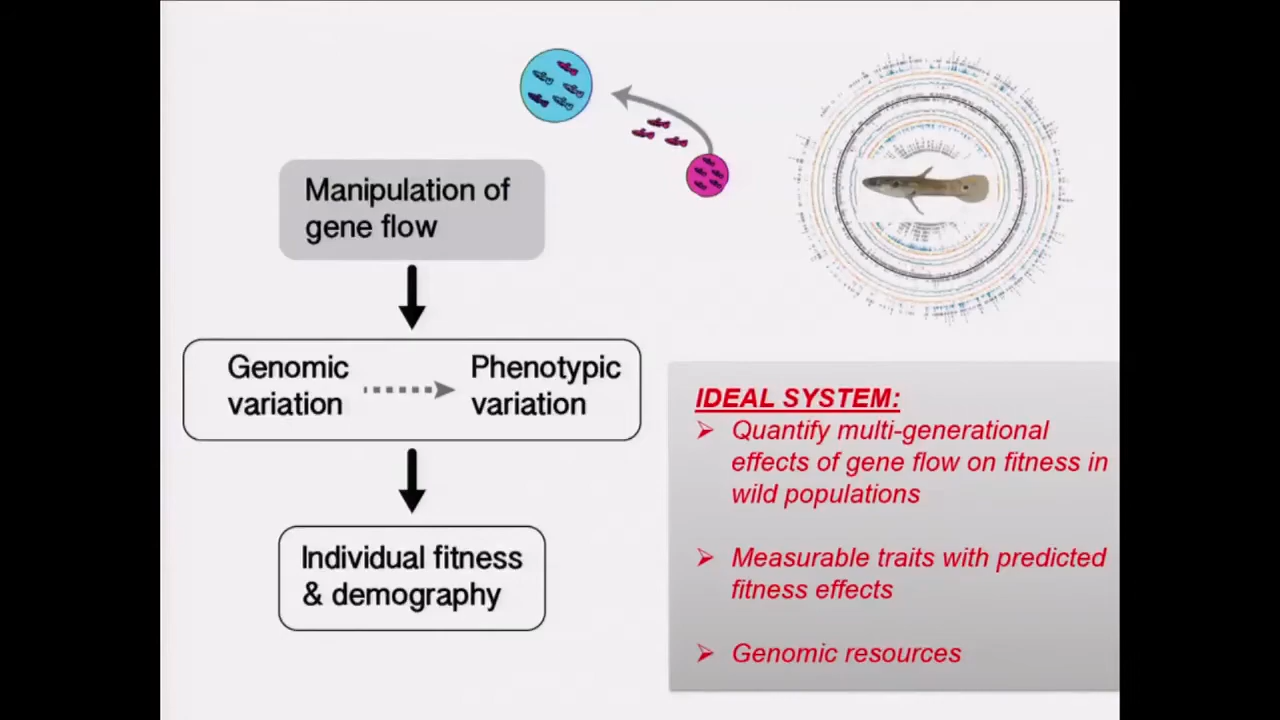 Manipulation of
gene flow
Genomic
variation
Phenotypic
variation
Individual fitness
& demography
IDEAL SYSTEM:
Quantify multi-generational
effects of gene flow on fitness in
wild populations
Measurable traits with predicted
fitness effects
Genomic resources